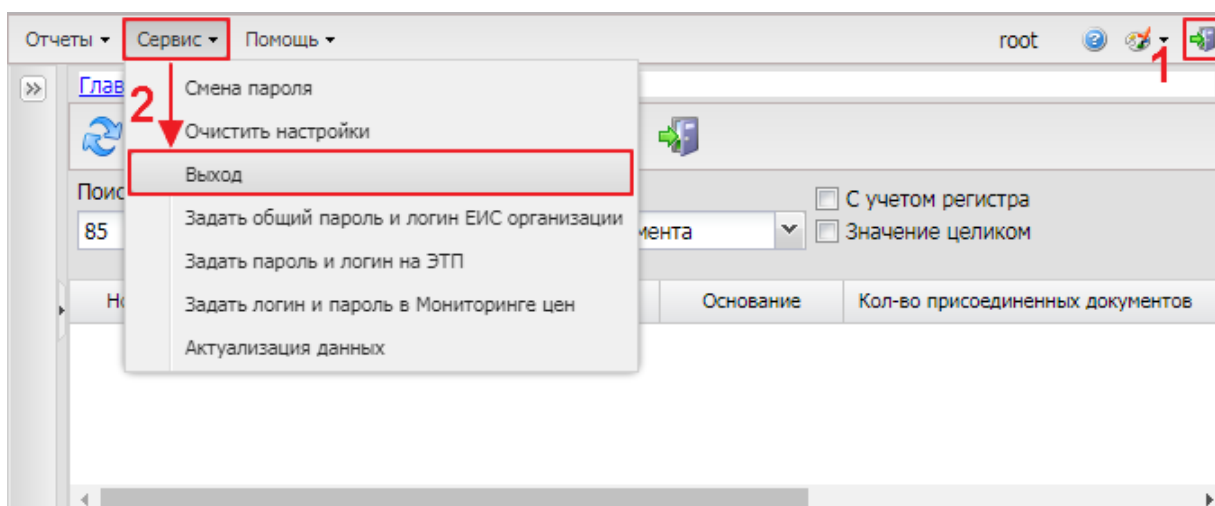 Отчеты Сервис Помощь root
1
Глав
2
Смена пароля
Очистить настройки
Выход
Задать общий пароль и логин ЕИС организации
Задать пароль и логин на ЭТП
Задать логин и пароль в Мониторинге цен
Актуализация данных
Поис
85 мента
С учетом регистра
Значение целиком
Но Основание Кол-во присоединенных документов